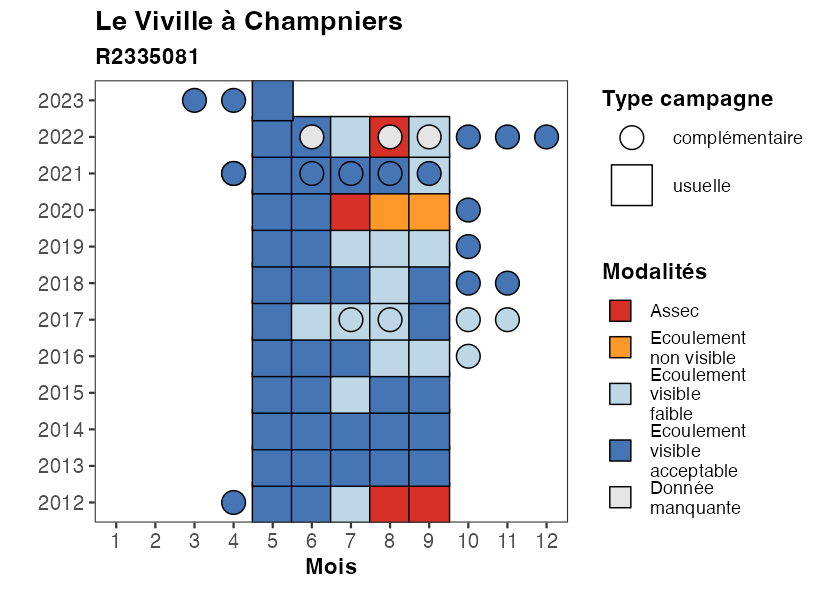 Le Viville à Champniers
R2335081
2023
2022
2021
2020
2019
2018
2017
2016
2015
2014
2013
2012
1 2 3 4 5 6 7 8 9 10 11 12
Mois
Type campagne
complémentaire
usuelle
Modalités
Assec
Ecoulement
non visible
Ecoulement
visible
faible
Ecoulement
visible
acceptable
Donnée
manquante